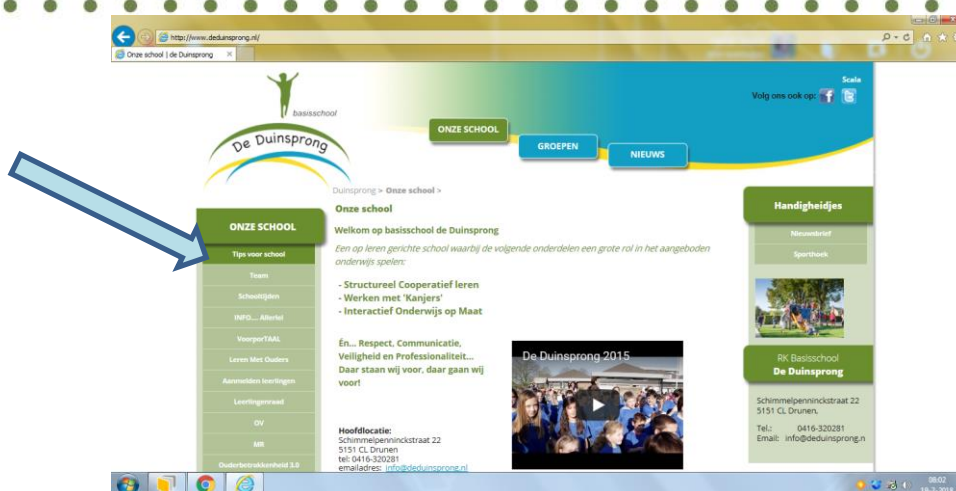 http://www.deduinsprong.nl/
Onze school | de Duinsprong
basisschool
De Duinsprong
Scala
Volg ons ook op:
ONZE SCHOOL
GROEPEN
NIEUWS
Duinsprong > Onze school >
ONZE SCHOOL
Tips voor school
Team
Schooltijden
INFO.... Allerlei
VoorporTAAL
Leren Met Ouders
Aanmelden leerlingen
Leerlingenraad
OV
MR
Ouderbetrokkenheid 3.0
Onze school
Welkom op basisschool de Duinsprong
Een op leren gerichte school waarbij de volgende onderdelen een grote rol in het aangeboden
onderwijs spelen:
- Structureel Cooperatief leren
- Werken met 'Kanjers'
- Interactief Onderwijs op Maat
Én... Respect, Communicatie,
Veiligheid en Professionaliteit...
Daar staan wij voor, daar gaan wij
voor!
De Duinsprong 2015
Hoofdlocatie:
Schimmelpenninckstraat 22
5151 CL Drunen
tel: 0416-320281
emailadres: info@deduinsprong.nl
Handigheidjes
Nieuwsbrief
Sporthoek
RK Basisschool
De Duinsprong
Schimmelpenninckstraat 22
5151 CL Drunen,
Tel.: 0416-320281
Email: info@deduinsprong.n
08:02